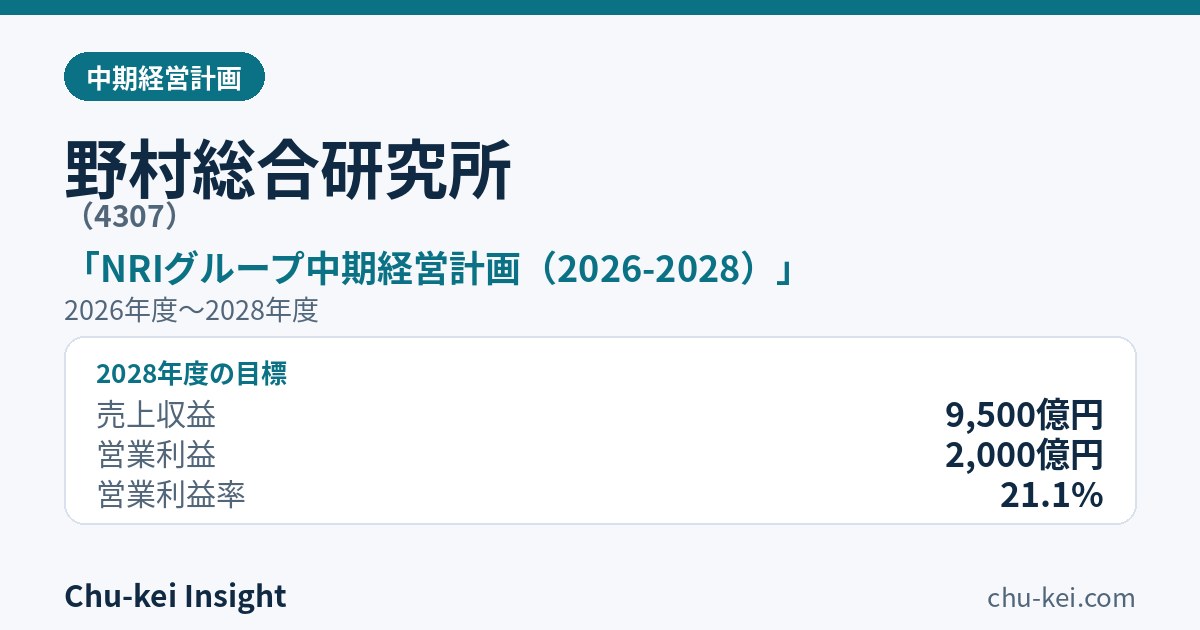 中期経営計画
野村総合研究所
（4307）
「NRIグループ中期経営計画（2026-2028）」
2026年度～2028年度
2028年度の目標
売上収益 9,500億円
営業利益 2,000億円
営業利益率 21.1%
Chu-kei Insight chu-kei.com